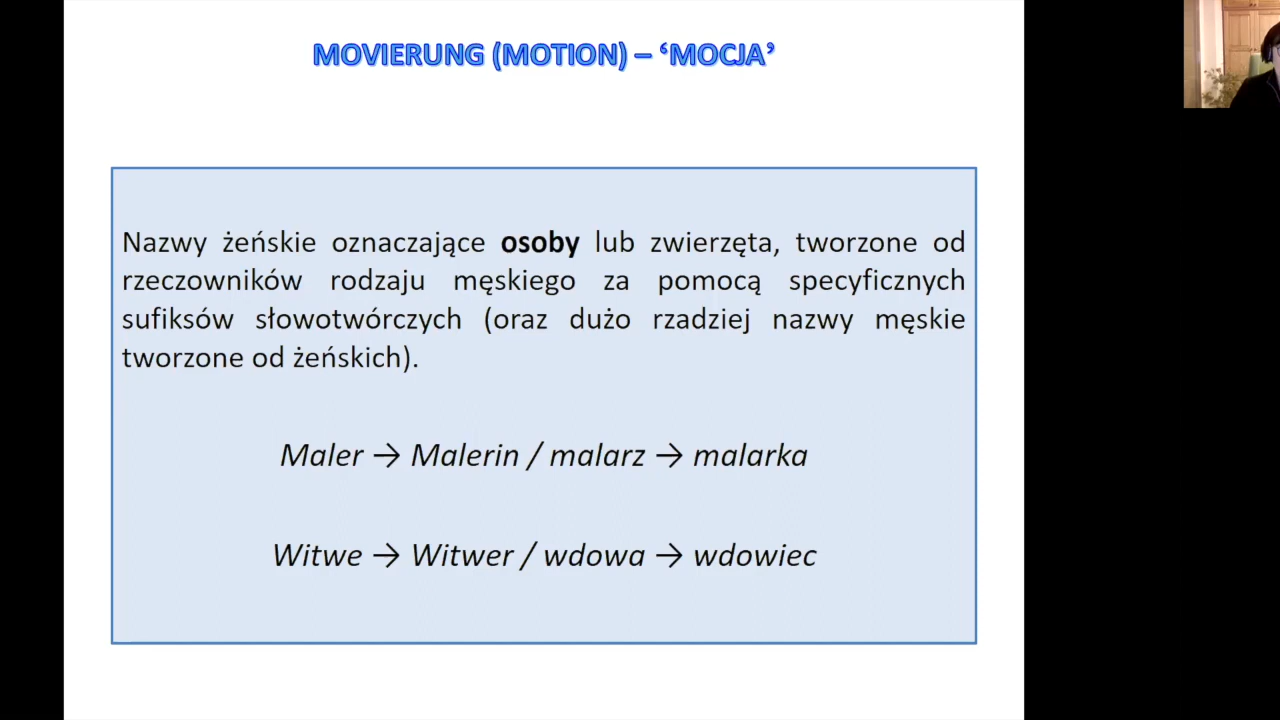 MOVIERUNG (MOTION) – ‘MOCJA’
Nazwy żeńskie oznaczające osoby lub zwierzęta, tworzone od
rzeczowników rodzaju męskiego za pomocą specyficznych
sufiksów słowotwórczych (oraz dużo rzadziej nazwy męskie
tworzone od żeńskich).
Maler → Malerin / malarz → malarka
Witwe → Witwer / wdowa → wdowiec